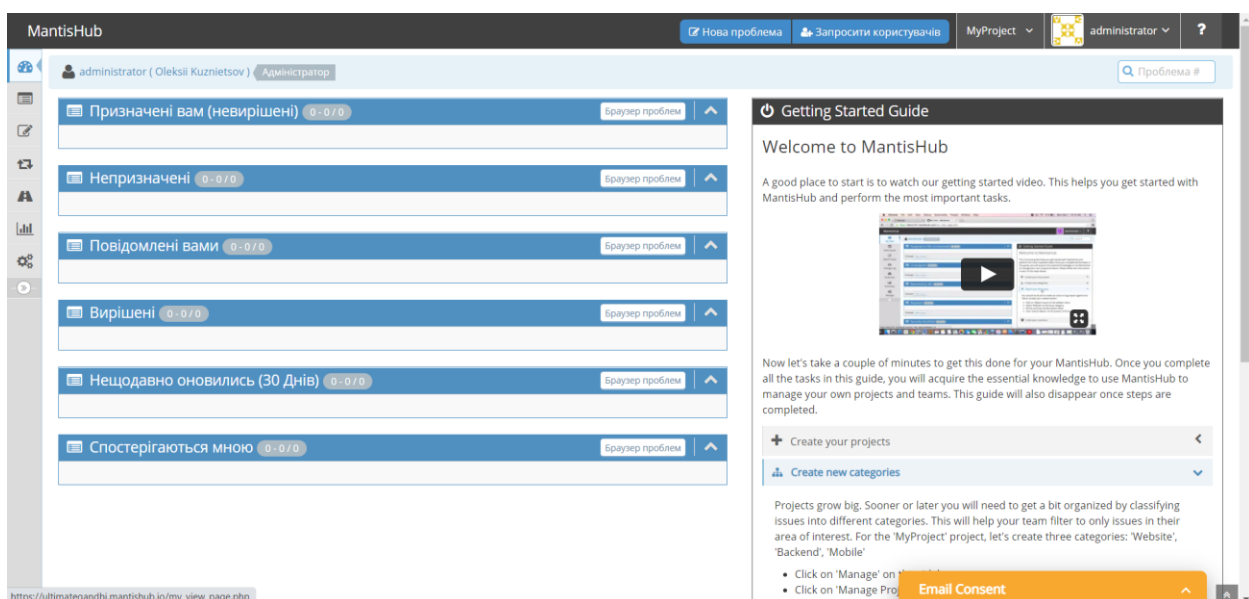 MantisHub
Нова проблема
Запросити користувачів
MyProject
administrator
?
administrator ( Oleksii Kuznietsov ) Адміністратор
Проблема #
Призначені вам (невирішені) 0 - 0 / 0
Браузер проблем
Непризначені 0 - 0 / 0
Браузер проблем
Повідомлені вами 0 - 0 / 0
Браузер проблем
Вирішені 0 - 0 / 0
Браузер проблем
Нещодавно оновились (30 Днів) 0 - 0 / 0
Браузер проблем
Спостерігаються мною 0 - 0 / 0
Браузер проблем
Getting Started Guide
Welcome to MantisHub
A good place to start is to watch our getting started video. This helps you get started with
MantisHub and perform the most important tasks.
Now let's take a couple of minutes to get this done for your MantisHub. Once you complete
all the tasks in this guide, you will acquire the essential knowledge to use MantisHub to
manage your own projects and teams. This guide will also disappear once steps are
completed.
Create your projects
Create new categories
Projects grow big. Sooner or later you will need to get a bit organized by classifying
issues into different categories. This will help your team filter to only issues in their
area of interest. For the 'MyProject' project, let's create three categories: 'Website',
'Backend', 'Mobile'
• Click on 'Manage' on
• Click on 'Manage Proj
Email Consent
https://ultimategandhi.mantishub.io/my_view_page.php